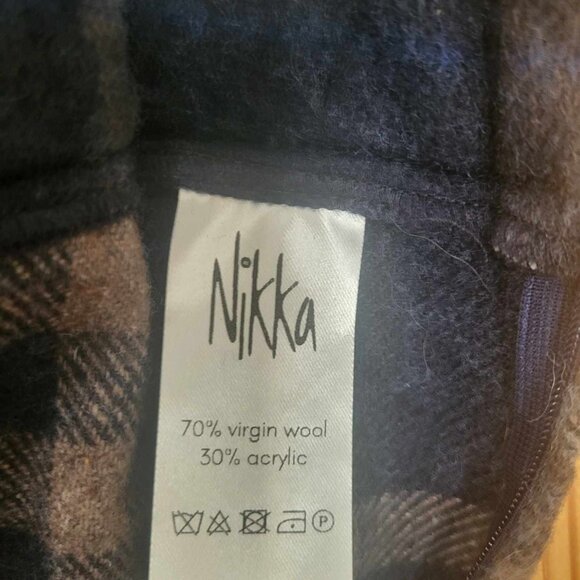 Nikka
70% virgin wool
30% acrylic
P